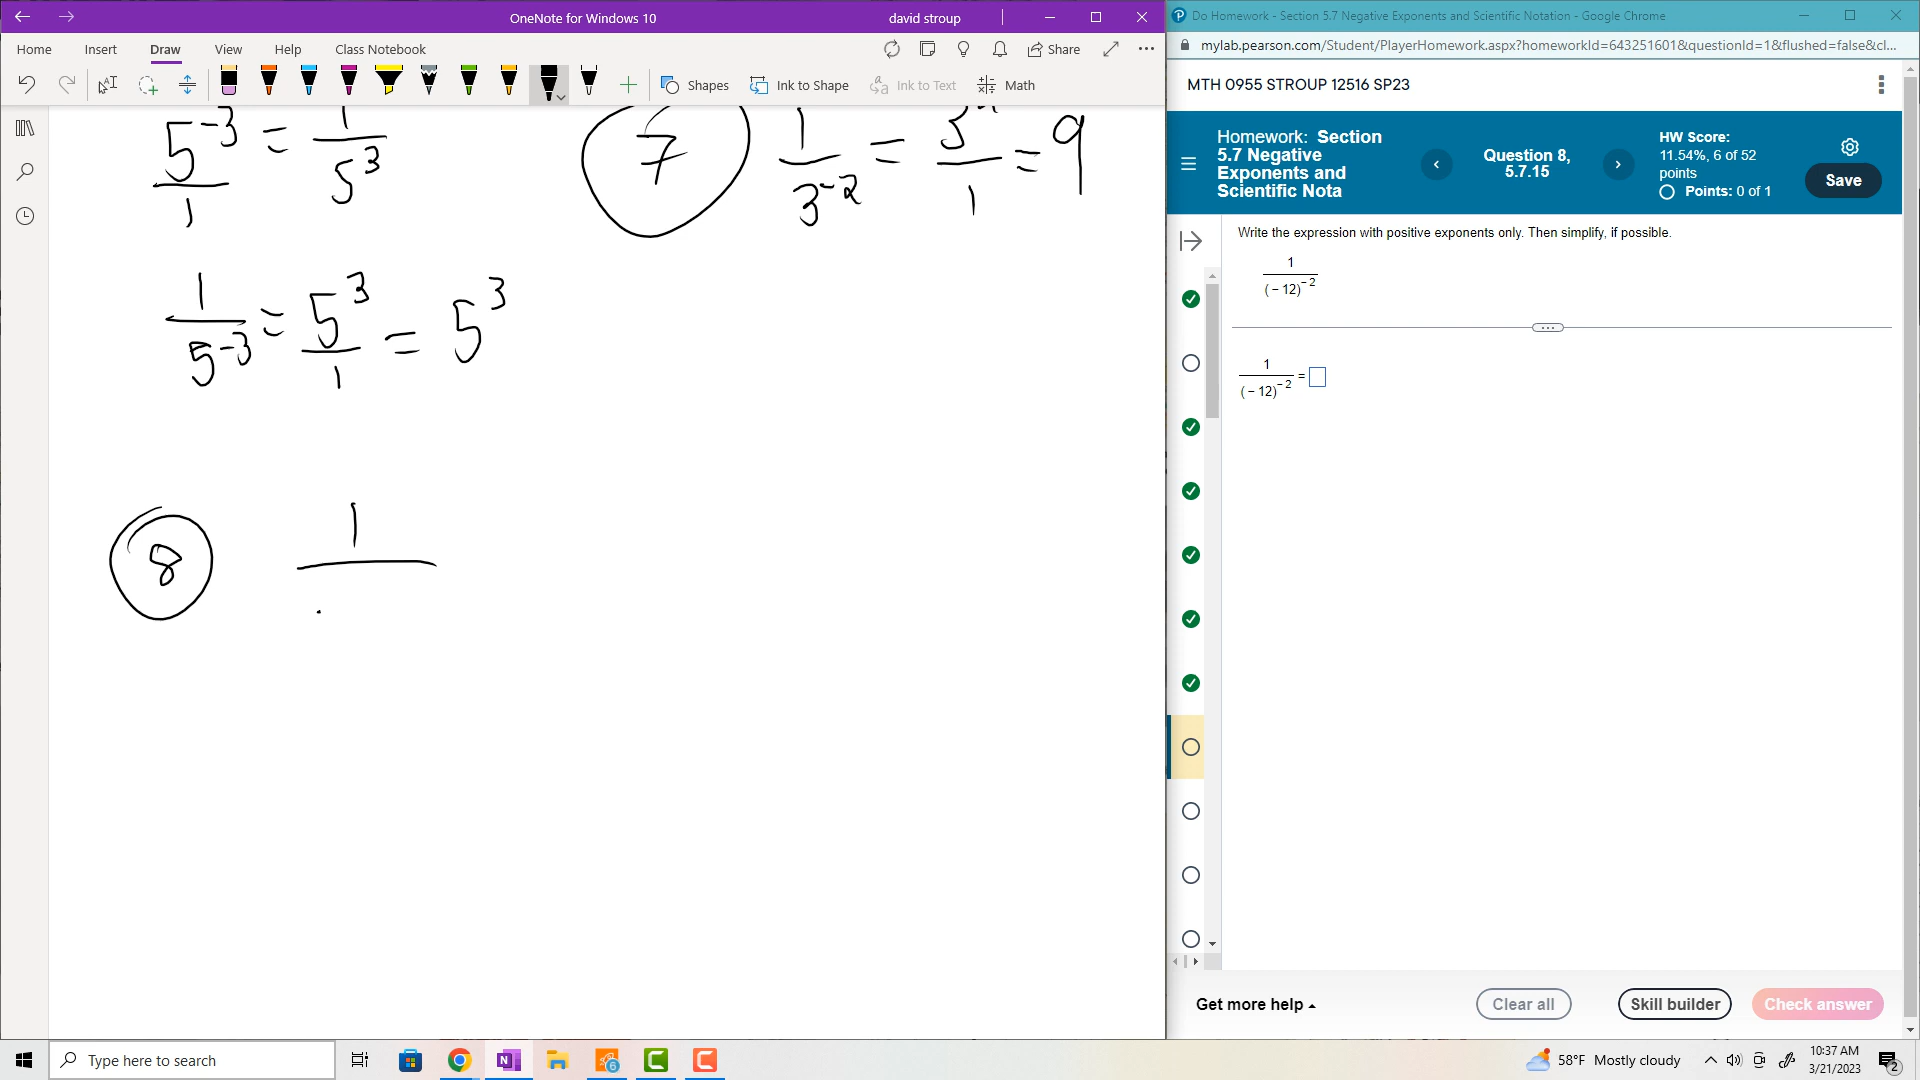 OneNote for Windows 10
david stroup
Home Insert Draw View Help Class Notebook
Share
Shapes Ink to Shape Ink to Text Math
5^-3/1 = 1/5^3
7 1/3^-2 = 3^2/1 = 9
1/5^-3 = 5^3/1 = 5^3
8 1
Do Homework - Section 5.7 Negative Exponents and Scientific Notation - Google Chrome
mylab.pearson.com/Student/PlayerHomework.aspx?homeworkId=643251601&questionId=1&flushed=false&cl...
MTH 0955 STROUP 12516 SP23
Homework: Section
5.7 Negative
Exponents and
Scientific Nota
Question 8,
5.7.15
HW Score:
11.54%, 6 of 52
points
Points: 0 of 1
Save
Write the expression with positive exponents only. Then simplify, if possible.
1
(-12)^-2
1
(-12)^-2 =
Get more help
Clear all
Skill builder
Check answer
Type here to search
6
58°F Mostly cloudy
10:37 AM
3/21/2023
2